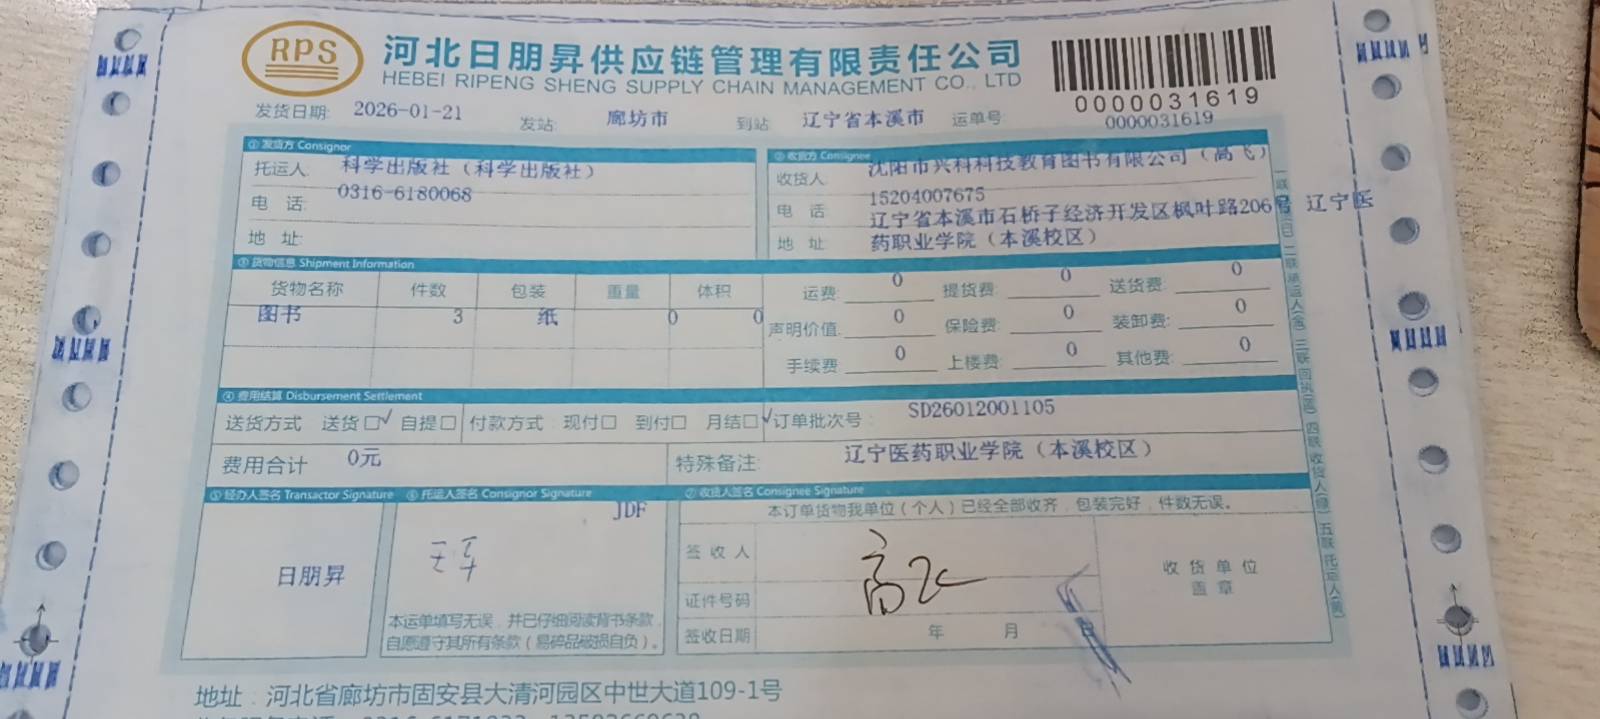 RPS 河北日朋昇供应链管理有限责任公司
HEBEI RIPENG SHENG SUPPLY CHAIN MANAGEMENT CO., LTD
0000031619
发货日期: 2026-01-21 发站: 廊坊市 到站: 辽宁省本溪市 运单号 0000031619
① 发货方 Consignor
托运人 科学出版社（科学出版社）
电 话: 0316-6180068
地 址:
② 收货方 Consignee
收货人 沈阳市兴科科技教育图书有限公司（高飞）
电 话 15204007675
地 址 辽宁省本溪市石桥子经济开发区枫叶路206号 辽宁医
药职业学院（本溪校区）
③ 货物信息 Shipment Information
货物名称 件数 包装 重量 体积
图书 3 纸 0 0
运费: 0 提货费: 0 送货费: 0
声明价值: 0 保险费: 0 装卸费: 0
手续费 0 上楼费: 0 其他费: 0
④ 费用结算 Disbursement Settlement
送货方式 送货□√ 自提□ 付款方式: 现付□ 到付□ 月结□√ 订单批次号: SD26012001105
费用合计 0元 特殊备注: 辽宁医药职业学院（本溪校区）
⑤ 经办人签名 Transactor Signature
日朋昇
⑥ 托运人签名 Consignor Signature
JDF
本运单填写无误，并已仔细阅读背书条款，
自愿遵守其所有条款（易碎品破损自负）。
⑦ 收货人签名 Consignee Signature
本订单货物我单位（个人）已经全部收齐，包装完好，件数无误。
签 收 人 高飞
证件号码
签收日期 年 月 日
收 货 单 位
盖 章
地址：河北省廊坊市固安县大清河园区中世大道109-1号